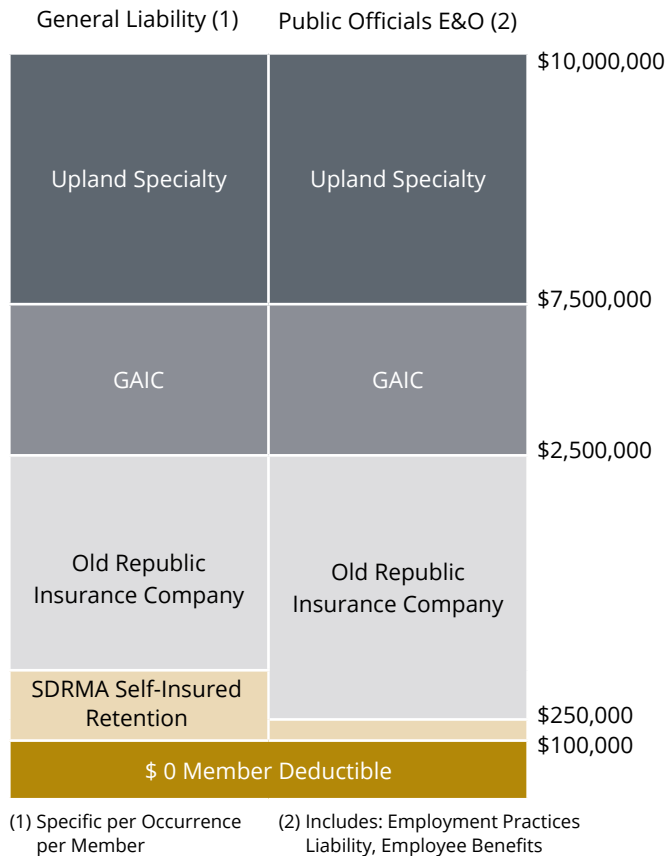 General Liability (1)
Public Officials E&O (2)
$10,000,000
Upland Specialty
Upland Specialty
$7,500,000
GAIC
GAIC
$2,500,000
Old Republic
Insurance Company
Old Republic
Insurance Company
SDRMA Self-Insured
Retention
$250,000
$100,000
$ 0 Member Deductible
(1) Specific per Occurrence
per Member
(2) Includes: Employment Practices
Liability, Employee Benefits